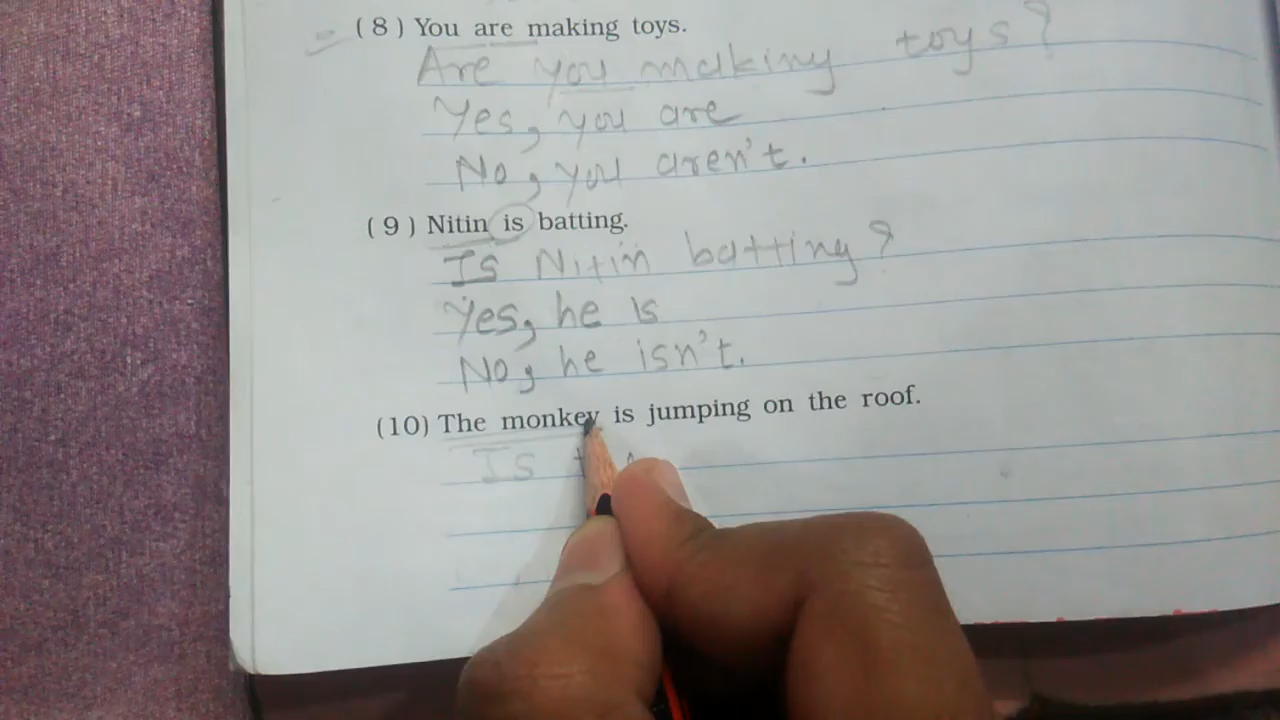 (8) You are making toys.
Are you making toys?
Yes, you are
No, you aren't.
(9) Nitin is batting.
Is Nitin batting?
Yes, he is
No, he isn't.
(10) The monkey is jumping on the roof.
Is